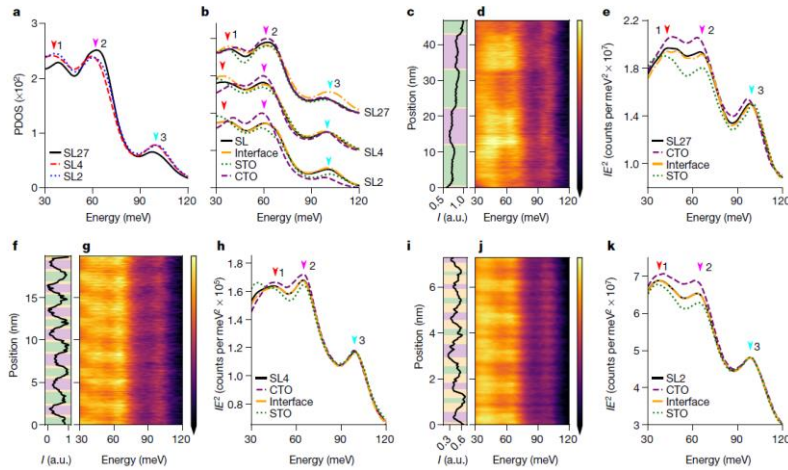 a
PDOS (×10²)
3
2
1
0
30 60 90 120
Energy (meV)
1
2
3
SL27
SL4
SL2
b
1
2
3
SL27
SL4
SL2
SL
Interface
STO
CTO
30 60 90 120
Energy (meV)
c
Position (nm)
40
30
20
10
0
0.5 1.0
I (a.u.)
d
30 60 90 120
Energy (meV)
e
IE² (counts per meV² × 10⁷)
2.2
1.9
1.6
1.3
1.0
30 60 90 120
Energy (meV)
1
2
3
SL27
CTO
Interface
STO
f
Position (nm)
15
10
5
0
0 1
I (a.u.)
g
30 60 90 120
Energy (meV)
h
IE² (counts per meV² × 10⁷)
1.8
1.6
1.4
1.2
1.0
0.8
30 60 90 120
Energy (meV)
1
2
3
SL4
CTO
Interface
STO
i
Position (nm)
6
4
2
0
0.3 0.6
I (a.u.)
j
30 60 90 120
Energy (meV)
k
IE² (counts per meV² × 10⁷)
7
6
5
4
3
30 60 90 120
Energy (meV)
1
2
3
SL2
CTO
Interface
STO